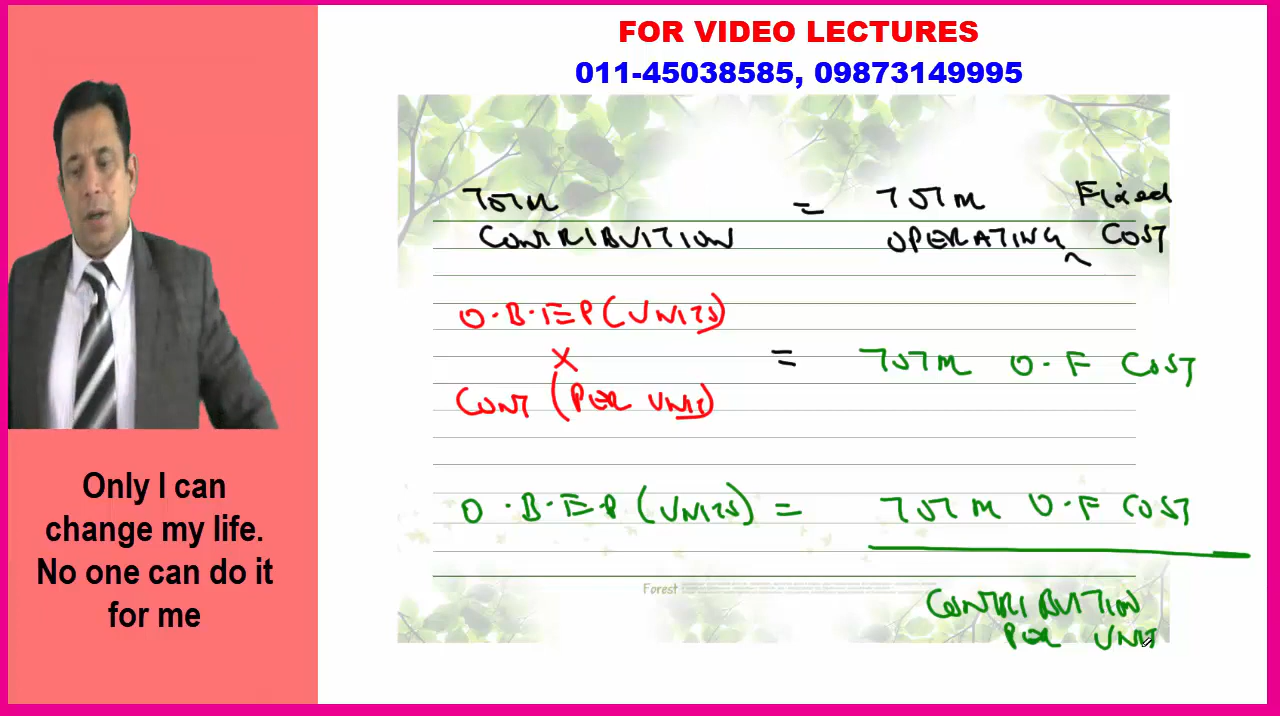 FOR VIDEO LECTURES
011-45038585, 09873149995
TOTAL = TOTAL Fixed
CONTRIBUTION OPERATING COST
O.B.E.P (UNITS)
X = TOTAL O.F COST
CONT (PER UNIT)
O.B.E.P (UNITS) = TOTAL O.F COST
Forest
CONTRIBUTION
PER UNIT
Only I can
change my life.
No one can do it
for me